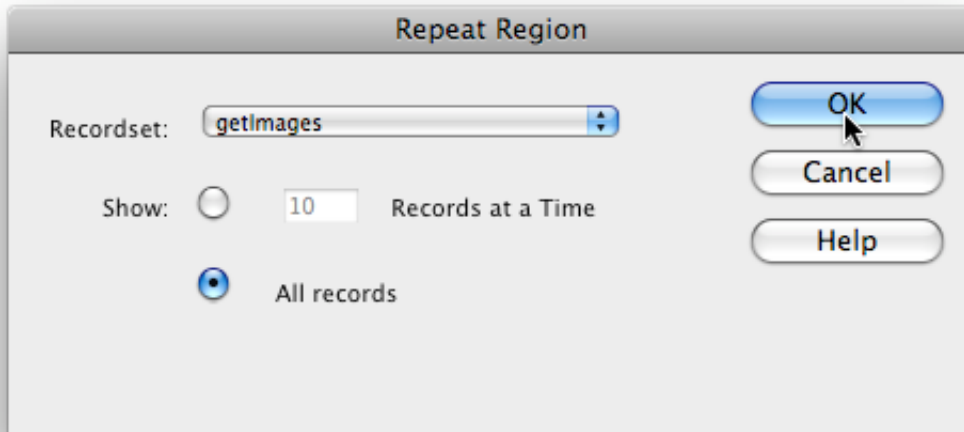 Repeat Region
Recordset: getImages
OK
Cancel
Show: 10 Records at a Time
Help
All records